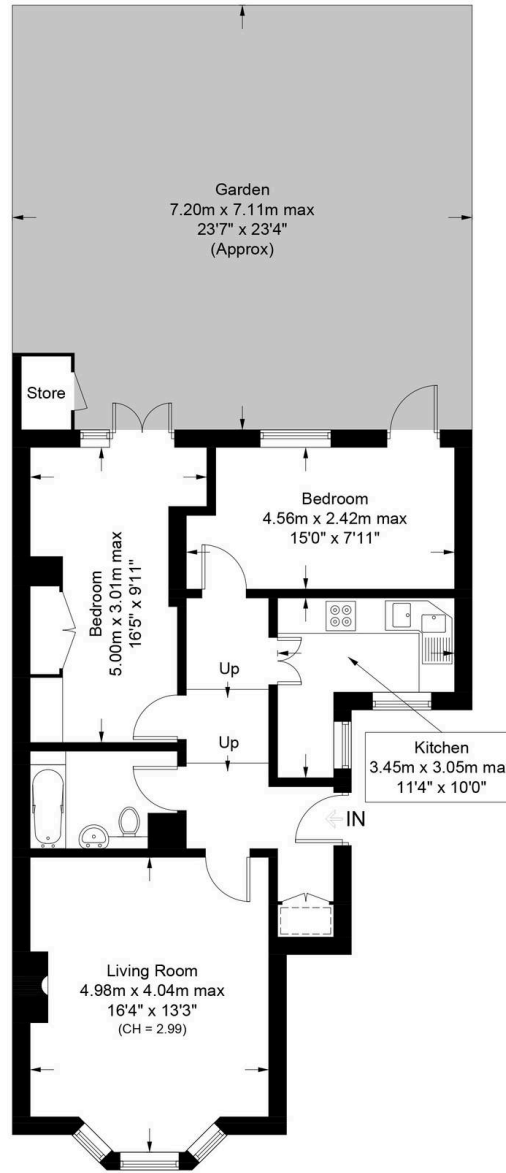 Garden
7.20m x 7.11m max
23'7" x 23'4"
(Approx)
Store
Bedroom
4.56m x 2.42m max
15'0" x 7'11"
Bedroom
5.00m x 3.01m max
16'5" x 9'11"
Up
Up
Kitchen
3.45m x 3.05m max
11'4" x 10'0"
IN
Living Room
4.98m x 4.04m max
16'4" x 13'3"
(CH = 2.99)